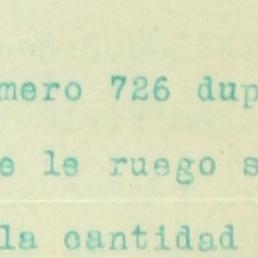 mero 726 dup
e le ruego s
la cantidad